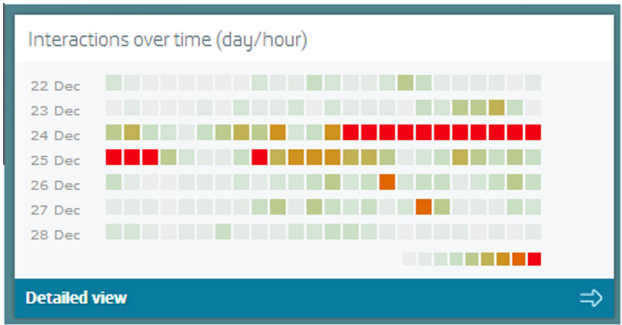 Interactions over time (day/hour)
22 Dec
23 Dec
24 Dec
25 Dec
26 Dec
27 Dec
28 Dec
Detailed view